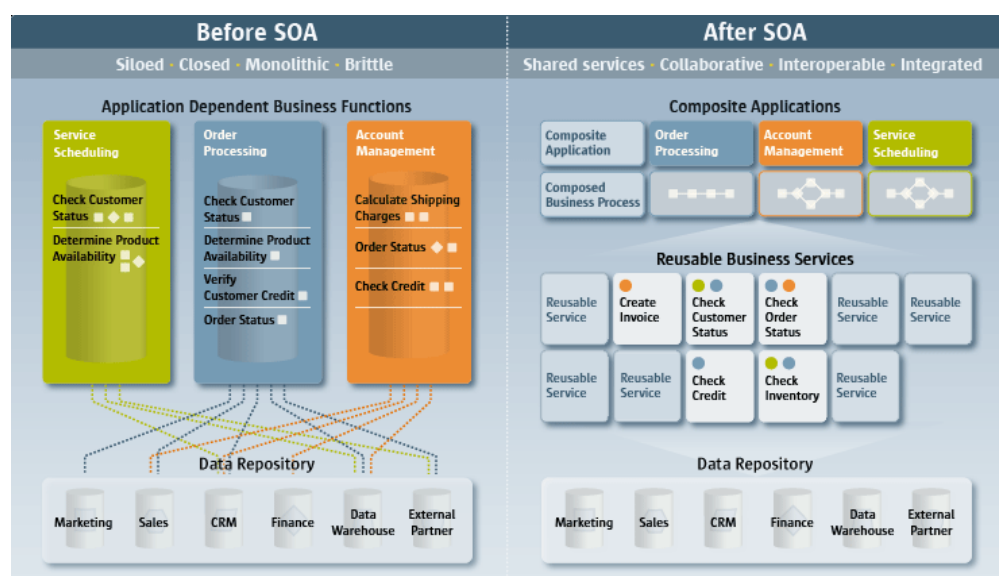 Before SOA
Siloed · Closed · Monolithic · Brittle
Application Dependent Business Functions
Service
Scheduling
Check Customer
Status
Determine Product
Availability
Order
Processing
Check Customer
Status
Determine Product
Availability
Verify
Customer Credit
Order Status
Account
Management
Calculate Shipping
Charges
Order Status
Check Credit
Data Repository
Marketing
Sales
CRM
Finance
Data
Warehouse
External
Partner
After SOA
Shared services · Collaborative · Interoperable · Integrated
Composite Applications
Composite
Application
Order
Processing
Account
Management
Service
Scheduling
Composed
Business Process
Reusable Business Services
Reusable
Service
Create
Invoice
Check
Customer
Status
Check
Order
Status
Reusable
Service
Reusable
Service
Reusable
Service
Reusable
Service
Check
Credit
Check
Inventory
Reusable
Service
Data Repository
Marketing
Sales
CRM
Finance
Data
Warehouse
External
Partner